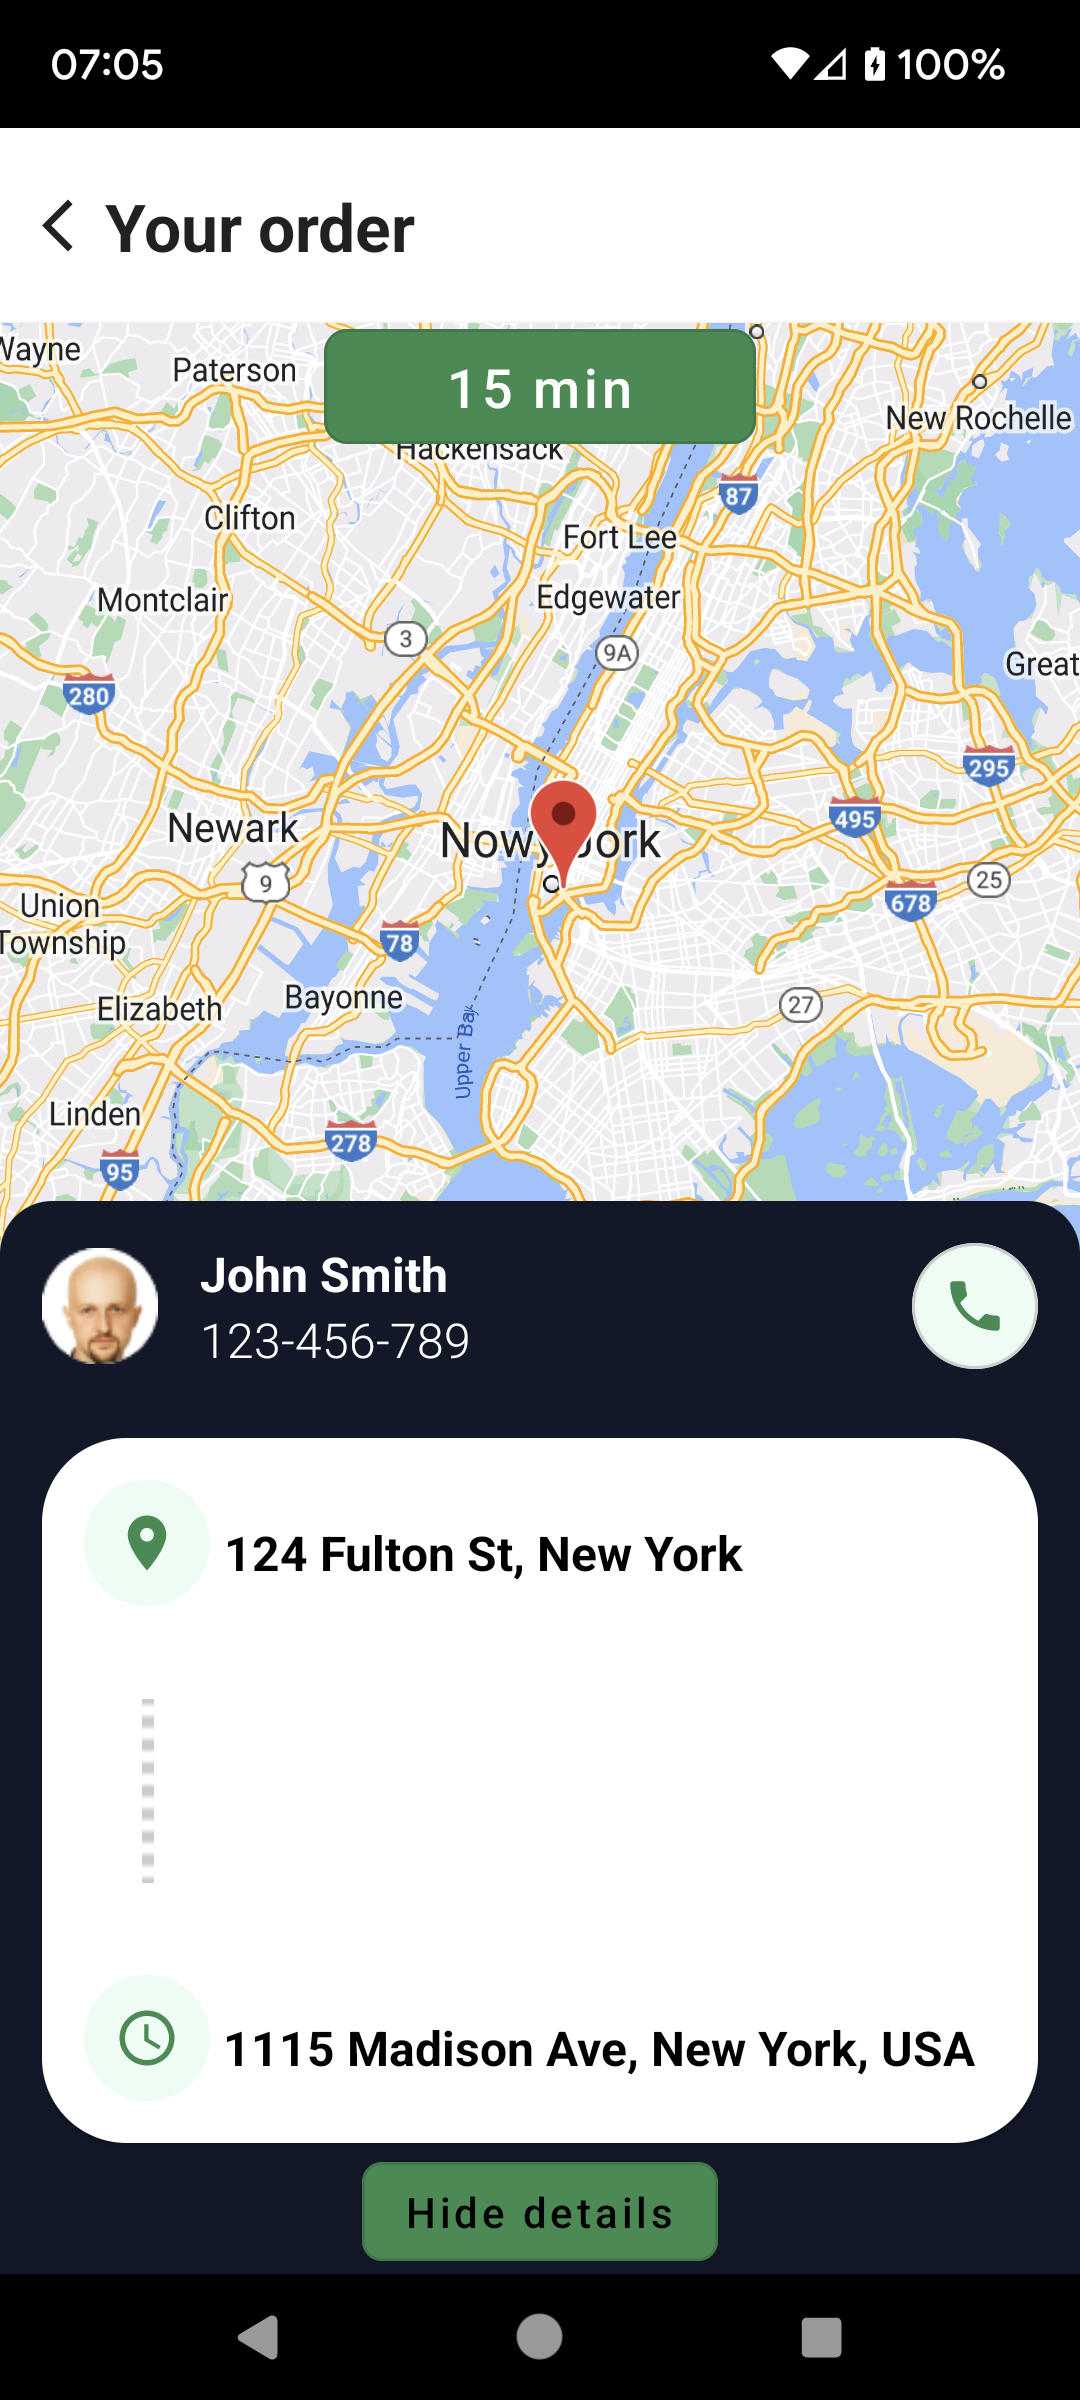 07:05
100%
Your order
15 min
Wayne
Paterson
New Rochelle
Hackensack
87
Clifton
Fort Lee
Montclair
Edgewater
3
9A
Great
280
295
495
Newark
Nowy Jork
9
25
678
Union
Township
78
Bayonne
Elizabeth
27
Upper Bay
Linden
278
95
John Smith
123-456-789
124 Fulton St, New York
1115 Madison Ave, New York, USA
Hide details